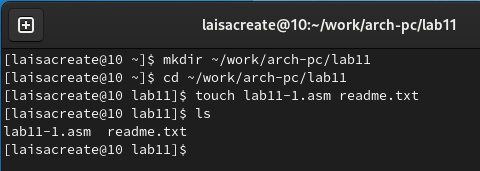 laisacreate@10:~/work/arch-pc/lab11
[laisacreate@10 ~]$ mkdir ~/work/arch-pc/lab11
[laisacreate@10 ~]$ cd ~/work/arch-pc/lab11
[laisacreate@10 lab11]$ touch lab11-1.asm readme.txt
[laisacreate@10 lab11]$ ls
lab11-1.asm  readme.txt
[laisacreate@10 lab11]$